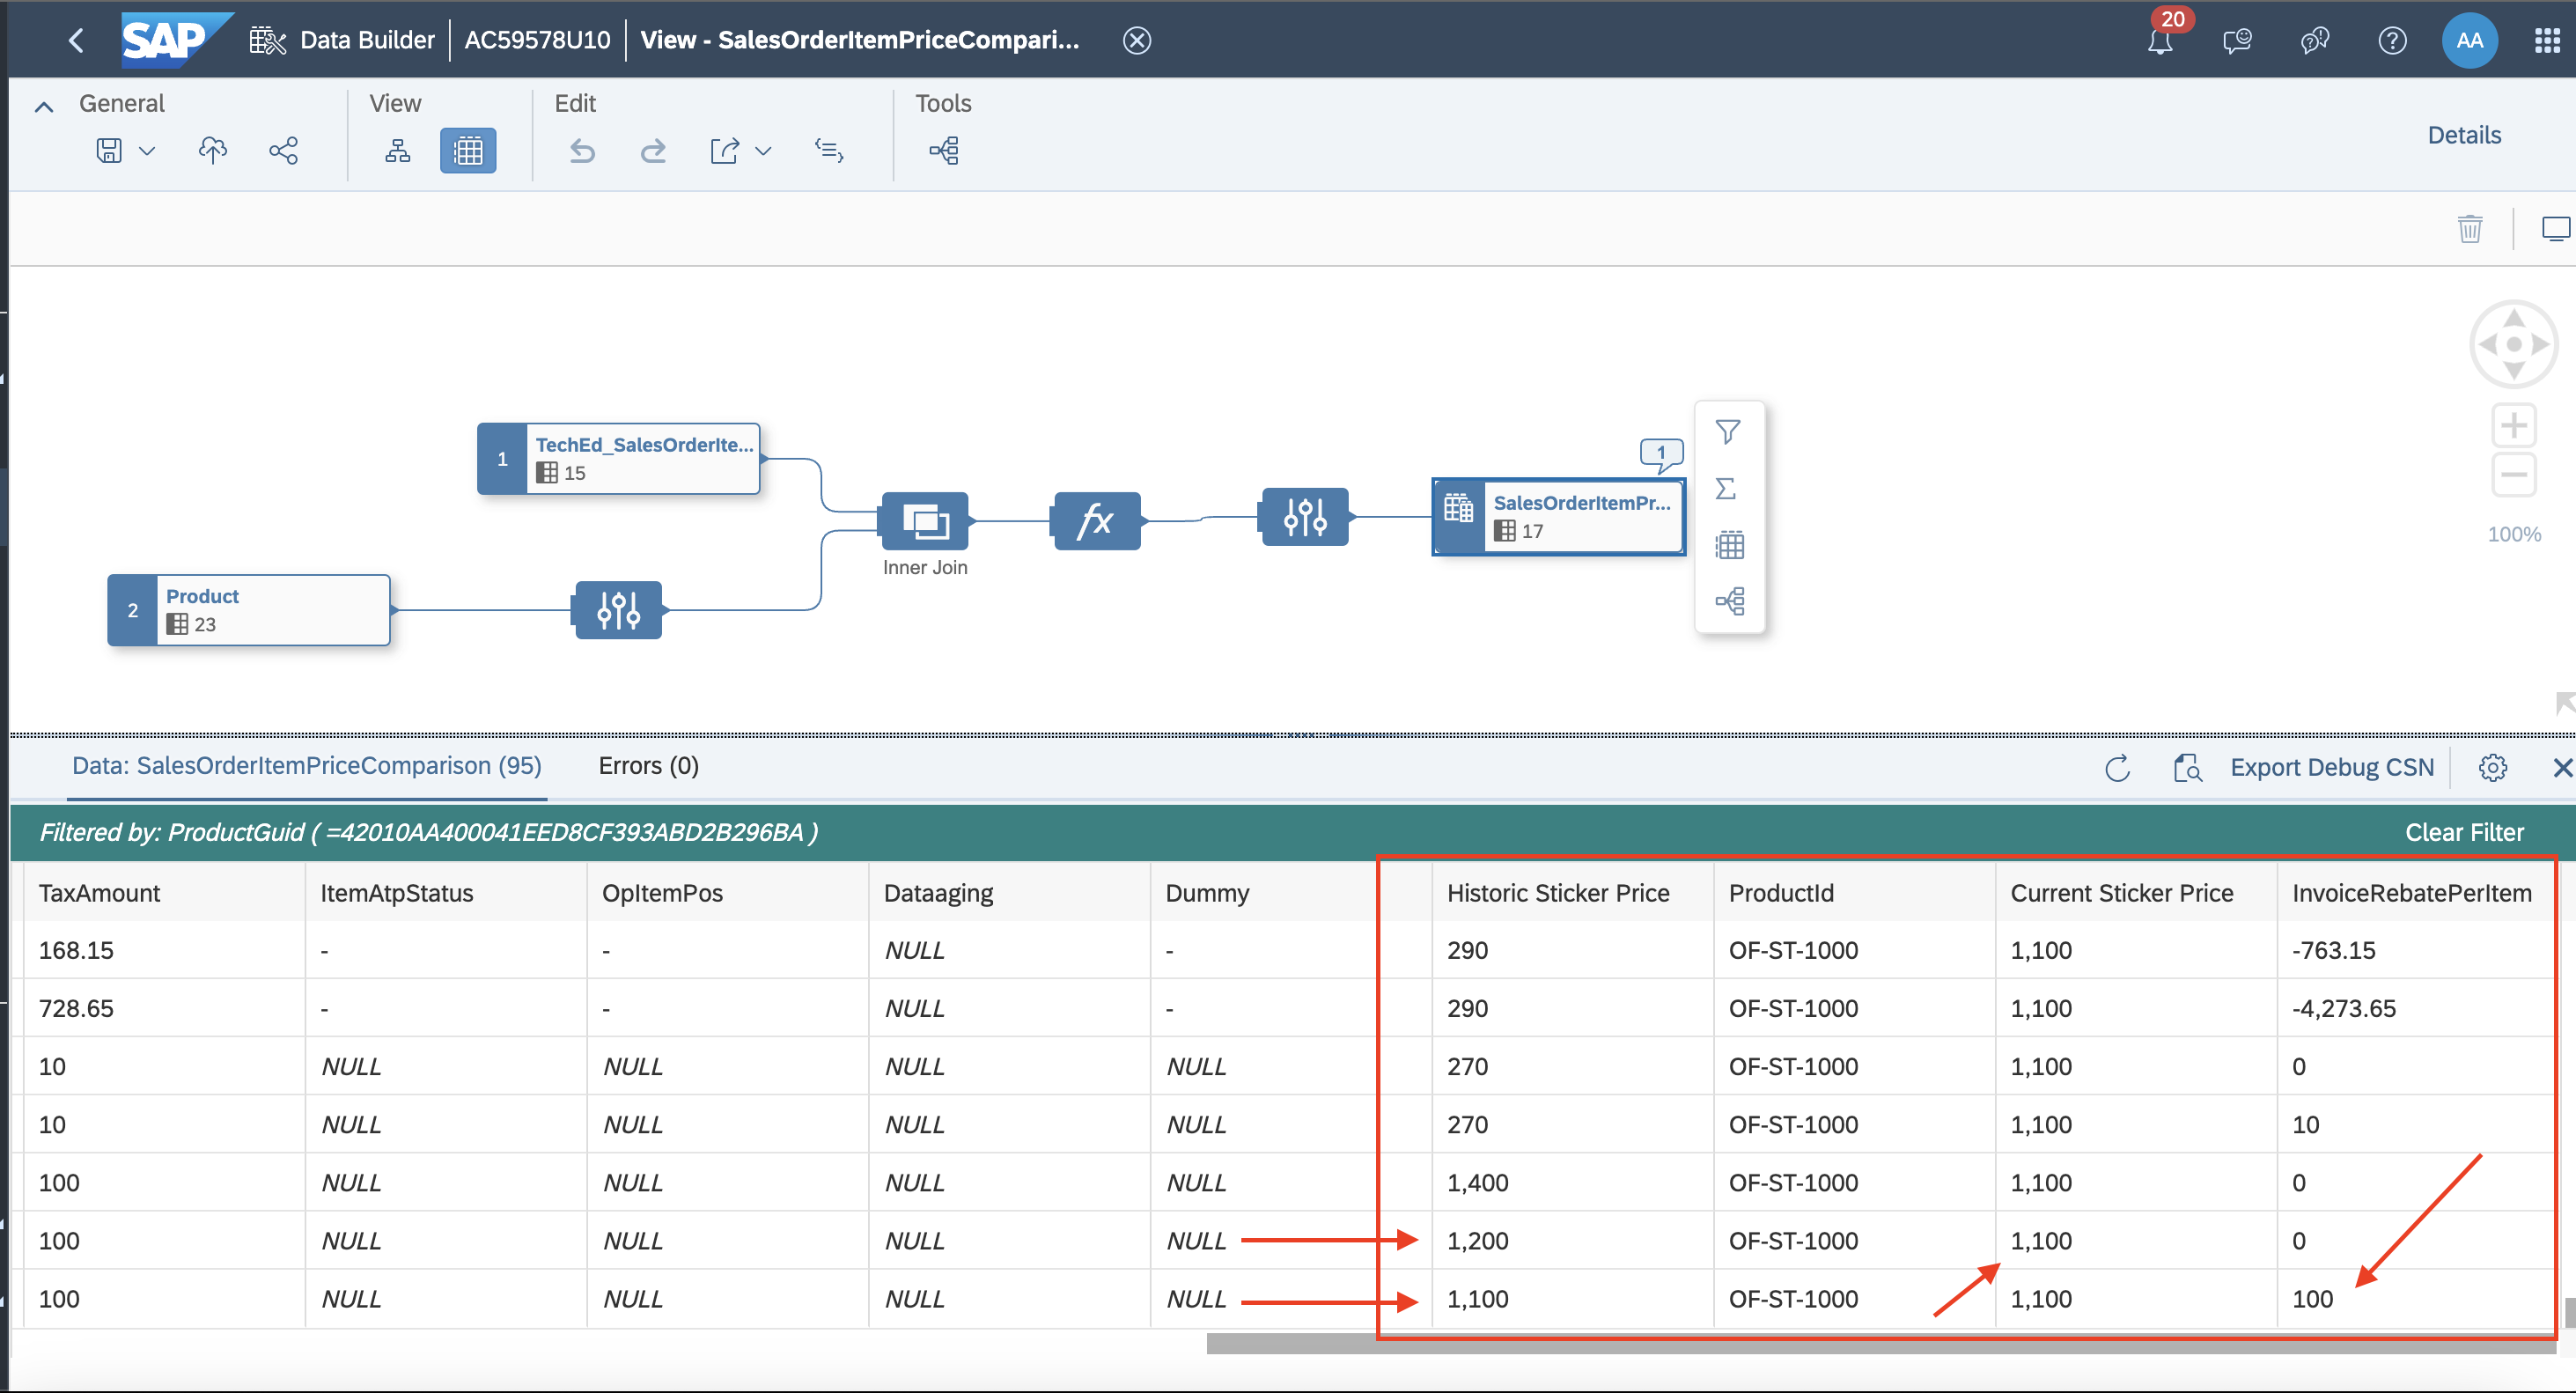 SAP Data Builder AC59578U10 View - SalesOrderItemPriceCompari... 20 AA
General View Edit Tools
Details
1 TechEd_SalesOrderIte...
15
1
SalesOrderItemPr...
17
fx
Inner Join
2 Product
23
100%
Data: SalesOrderItemPriceComparison (95) Errors (0) Export Debug CSN
Filtered by: ProductGuid ( =42010AA400041EED8CF393ABD2B296BA ) Clear Filter
TaxAmount ItemAtpStatus OpItemPos Dataaging Dummy Historic Sticker Price ProductId Current Sticker Price InvoiceRebatePerItem
168.15 - - NULL - 290 OF-ST-1000 1,100 -763.15
728.65 - - NULL - 290 OF-ST-1000 1,100 -4,273.65
10 NULL NULL NULL NULL 270 OF-ST-1000 1,100 0
10 NULL NULL NULL NULL 270 OF-ST-1000 1,100 10
100 NULL NULL NULL NULL 1,400 OF-ST-1000 1,100 0
100 NULL NULL NULL NULL 1,200 OF-ST-1000 1,100 0
100 NULL NULL NULL NULL 1,100 OF-ST-1000 1,100 100